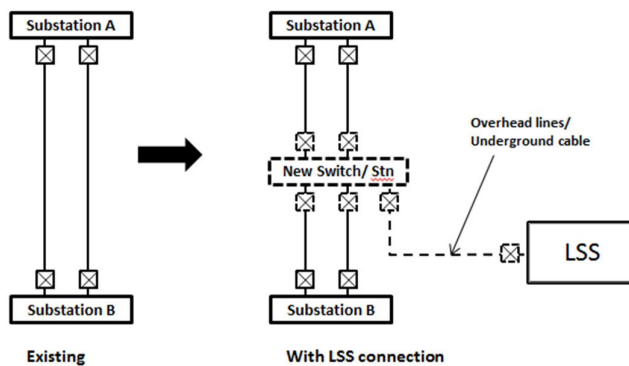 Substation A
Substation A
Overhead lines/
Underground cable
New Switch/ Stn
LSS
Substation B
Substation B
Existing
With LSS connection